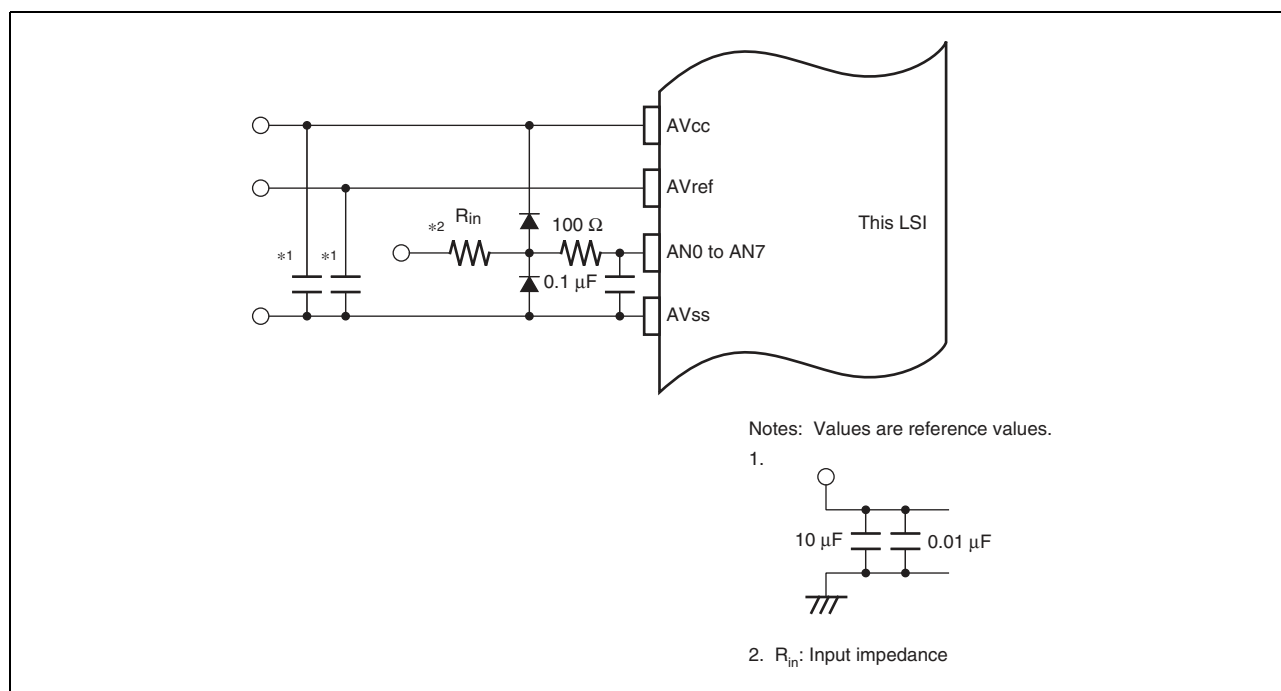 AVcc
AVref
*2 Rin
100 Ω
This LSI
*1
*1
AN0 to AN7
0.1 μF
AVss
Notes: Values are reference values.
1.
10 μF
0.01 μF
2. Rin: Input impedance